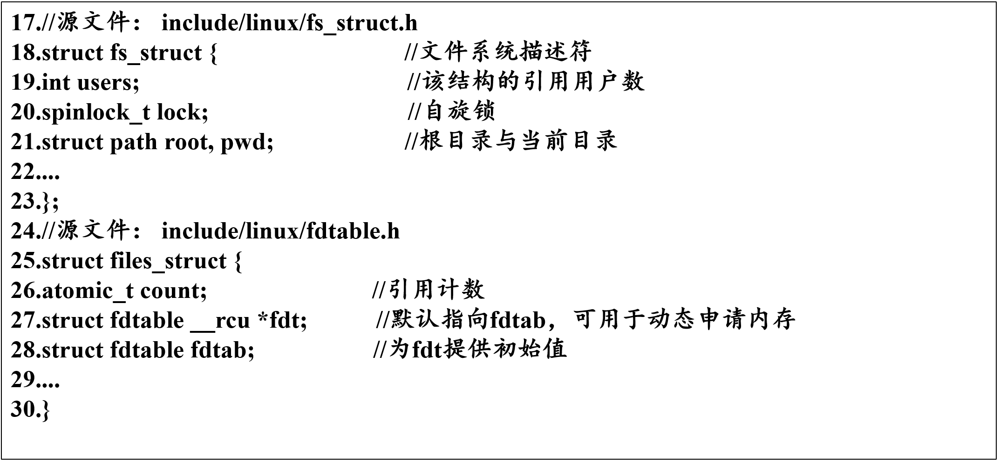 17.//源文件： include/linux/fs_struct.h
18.struct fs_struct { //文件系统描述符
19.int users; //该结构的引用用户数
20.spinlock_t lock; //自旋锁
21.struct path root, pwd; //根目录与当前目录
22....
23.};
24.//源文件： include/linux/fdtable.h
25.struct files_struct {
26.atomic_t count; //引用计数
27.struct fdtable __rcu *fdt; //默认指向fdtab，可用于动态申请内存
28.struct fdtable fdtab; //为fdt提供初始值
29....
30.}